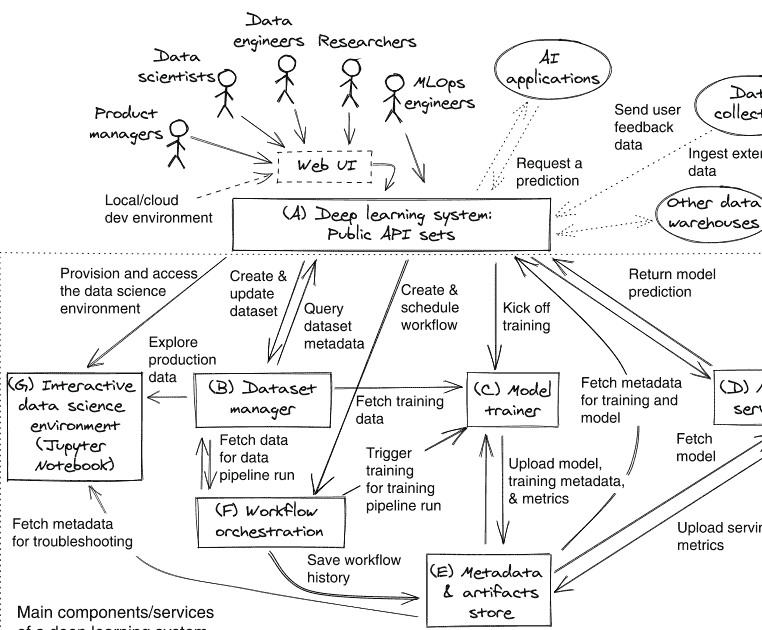 Data
engineers
Researchers
Data
scientists
MLOps
engineers
Product
managers
AI
applications
Send user
feedback
data
Web UI
Request a
prediction
Local/cloud
dev environment
(A) Deep learning system:
Public API sets
Other data
warehouses
data
Provision and access
the data science
environment
Create &
update
dataset
Query
dataset
metadata
Create &
schedule
workflow
Kick off
training
Return model
prediction
Explore
production
data
(G) Interactive
data science
environment
(Jupyter
Notebook)
(B) Dataset
manager
Fetch training
data
(C) Model
trainer
Fetch metadata
for training and
model
(D)
Fetch data
for data
pipeline run
Trigger
training
for training
pipeline run
Upload model,
training metadata,
& metrics
Fetch
model
(F) Workflow
orchestration
Fetch metadata
for troubleshooting
Save workflow
history
(E) Metadata
& artifacts
store
Upload
metrics
Main components/services
of a deep learning system